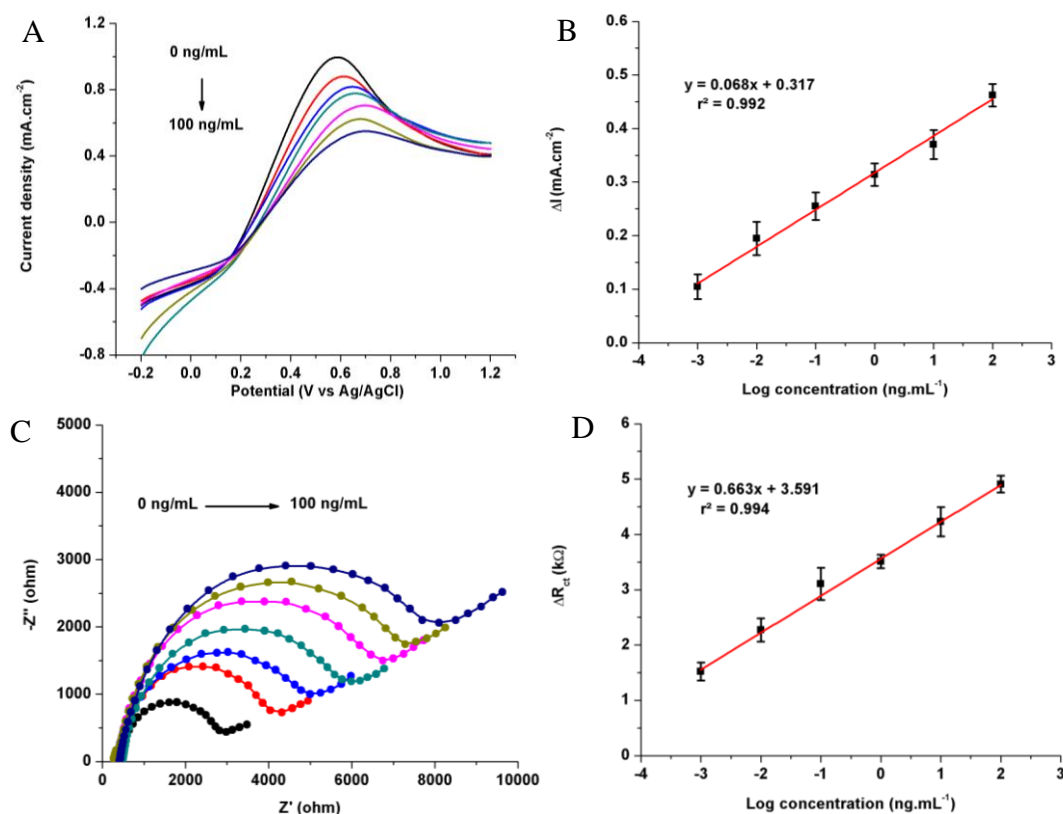 A
1.2
0.8
0.4
0.0
-0.4
-0.8
Current density (mA.cm-2)
0 ng/mL
100 ng/mL
-0.2
0.0
0.2
0.4
0.6
0.8
1.0
1.2
Potential (V vs Ag/AgCl)
B
0.6
0.5
0.4
0.3
0.2
0.1
0.0
ΔI (mA.cm⁻²)
y = 0.068x + 0.317
r² = 0.992
-4
-3
-2
-1
0
1
2
3
Log concentration (ng.mL⁻¹)
C
5000
4000
3000
2000
1000
0
-Z'' (ohm)
0 ng/mL
100 ng/mL
0
2000
4000
6000
8000
10000
Z' (ohm)
D
6
5
4
3
2
1
0
ΔRct (kΩ)
y = 0.663x + 3.591
r² = 0.994
-4
-3
-2
-1
0
1
2
3
Log concentration (ng.mL⁻¹)